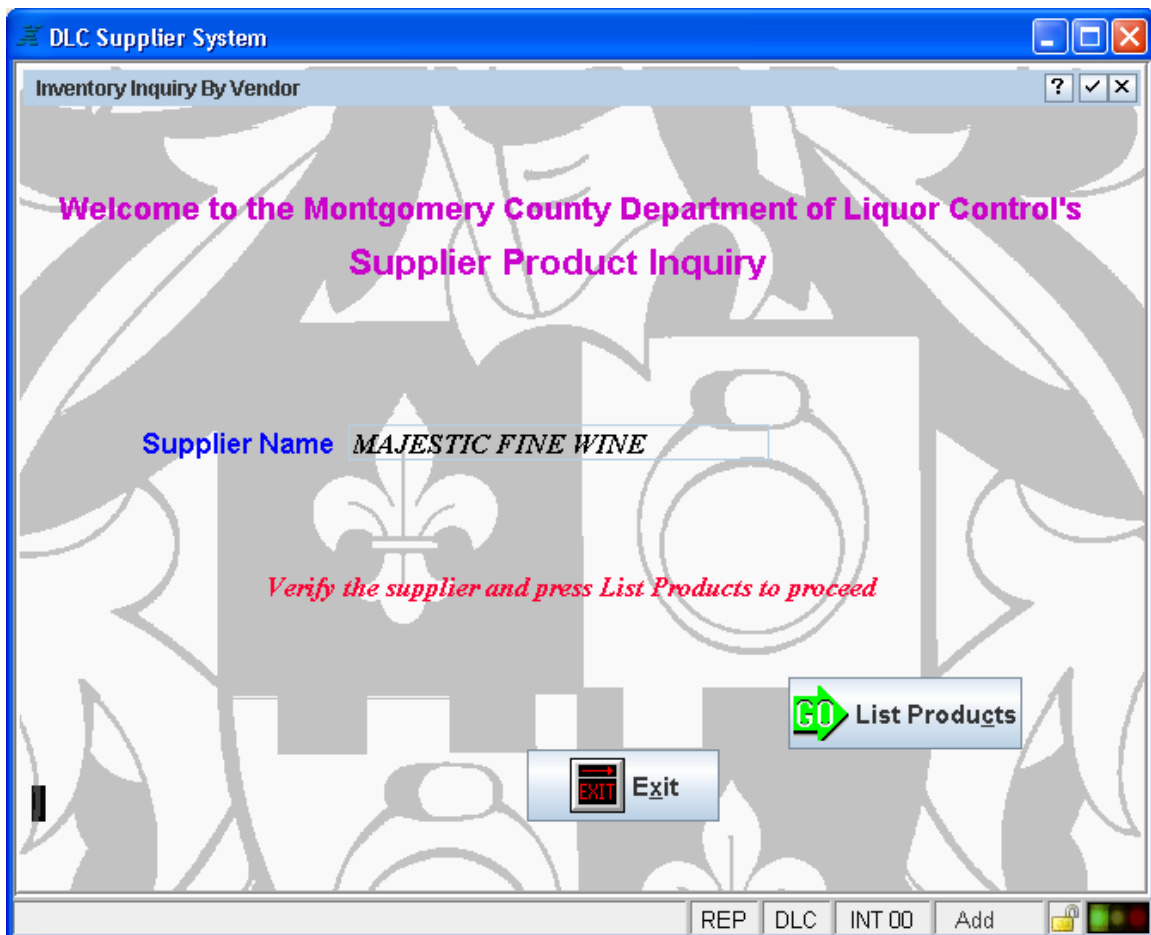 DLC Supplier System
Inventory Inquiry By Vendor
Welcome to the Montgomery County Department of Liquor Control's
Supplier Product Inquiry
Supplier Name MAJESTIC FINE WINE
Verify the supplier and press List Products to proceed
GO List Products
EXIT Exit
REP DLC INT 00 Add